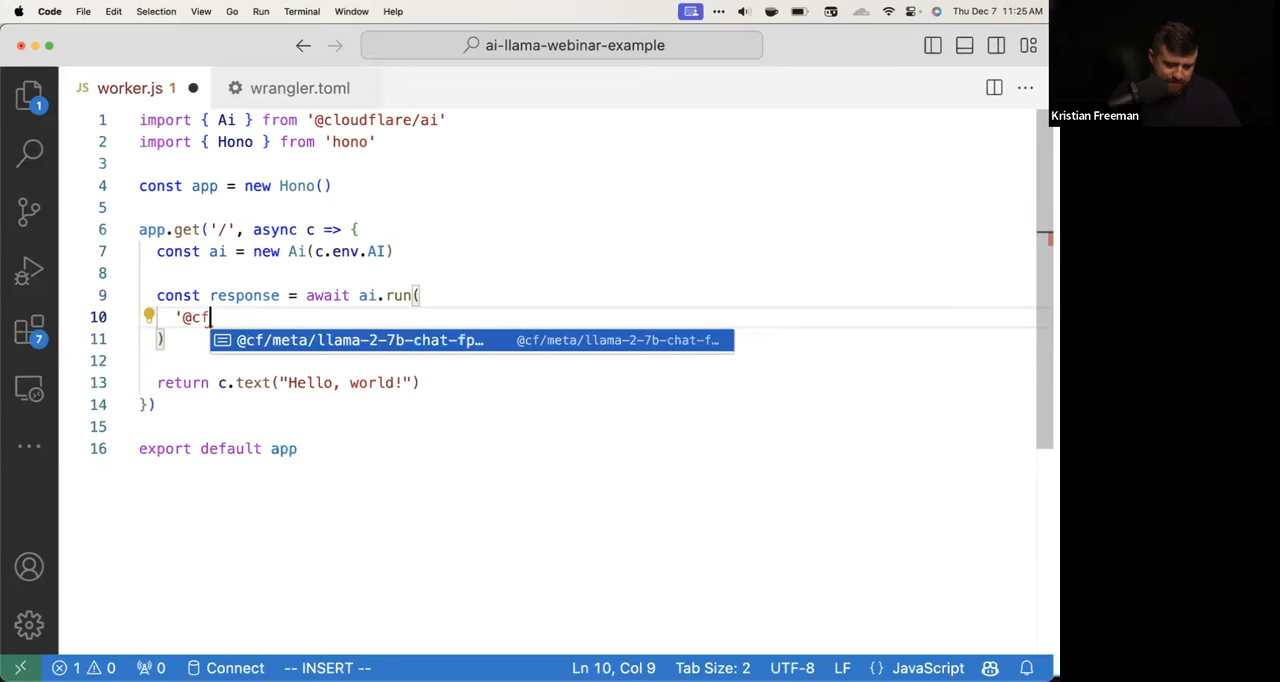 Code File Edit Selection View Go Run Terminal Window Help Thu Dec 7 11:25 AM
ai-llama-webinar-example
JS worker.js 1 wrangler.toml
Kristian Freeman
1 import { Ai } from '@cloudflare/ai'
2 import { Hono } from 'hono'
3
4 const app = new Hono()
5
6 app.get('/', async c => {
7 const ai = new Ai(c.env.AI)
8
9 const response = await ai.run(
10 '@cf
11 )
@cf/meta/llama-2-7b-chat-fp… @cf/meta/llama-2-7b-chat-f…
12
13 return c.text("Hello, world!")
14 })
15
16 export default app
1
7
1 0 0 Connect -- INSERT -- Ln 10, Col 9 Tab Size: 2 UTF-8 LF {} JavaScript